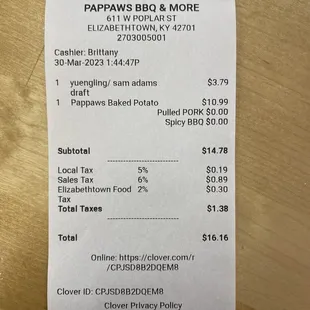 PAPPAWS BBQ & MORE
611 W POPLAR ST
ELIZABETHTOWN, KY 42701
2703005001
Cashier: Brittany
30-Mar-2023 1:44:47P
1 yuengling/ sam adams $3.79
draft
1 Pappaws Baked Potato $10.99
Pulled PORK $0.00
Spicy BBQ $0.00
Subtotal $14.78
Local Tax 5% $0.19
Sales Tax 6% $0.89
Elizabethtown Food 2% $0.30
Tax
Total Taxes $1.38
Total $16.16
Online: https://clover.com/r
/CPJSD8B2DQEM8
Clover ID: CPJSD8B2DQEM8
Clover Privacy Policy